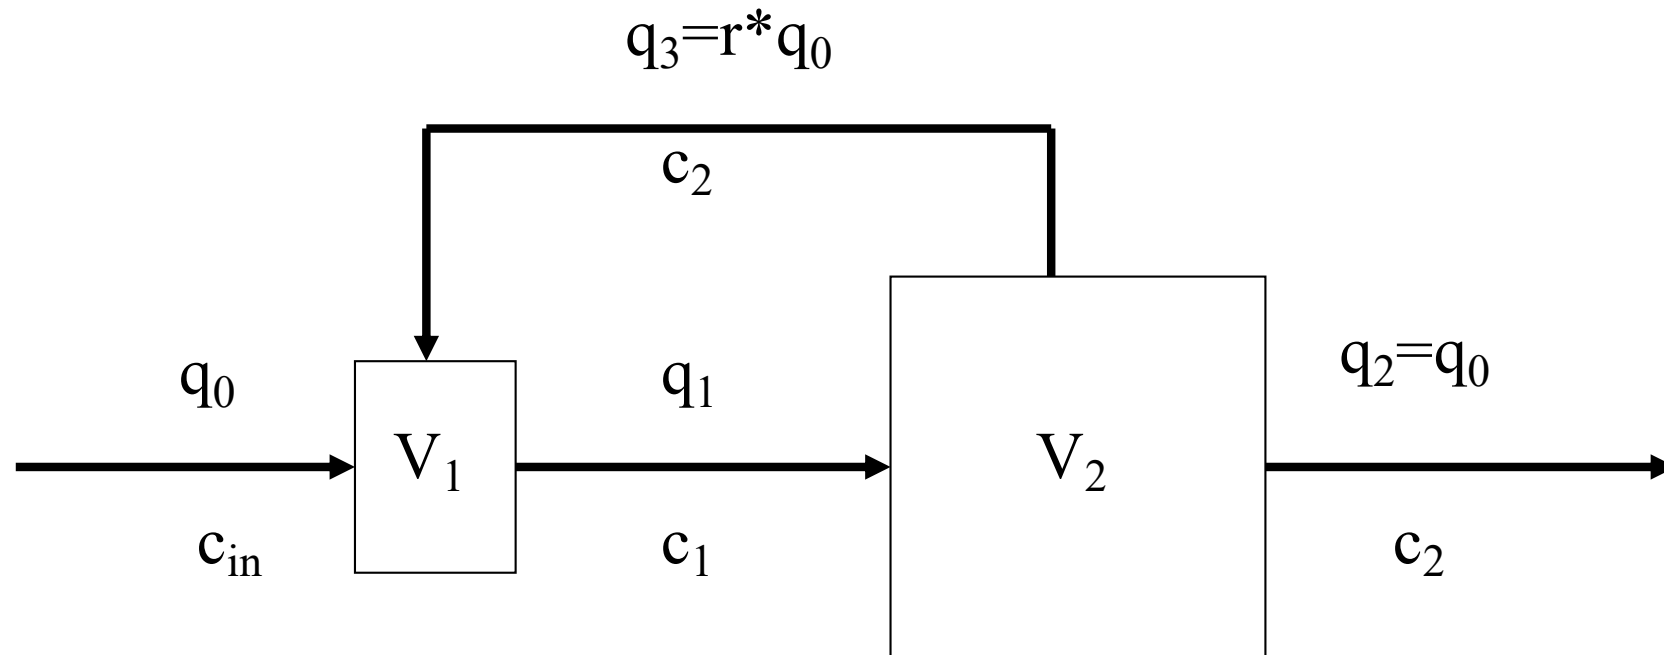 q₃=r*q₀
c₂
q₀
q₁
q₂=q₀
V₁
V₂
cᵢₙ
c₁
c₂